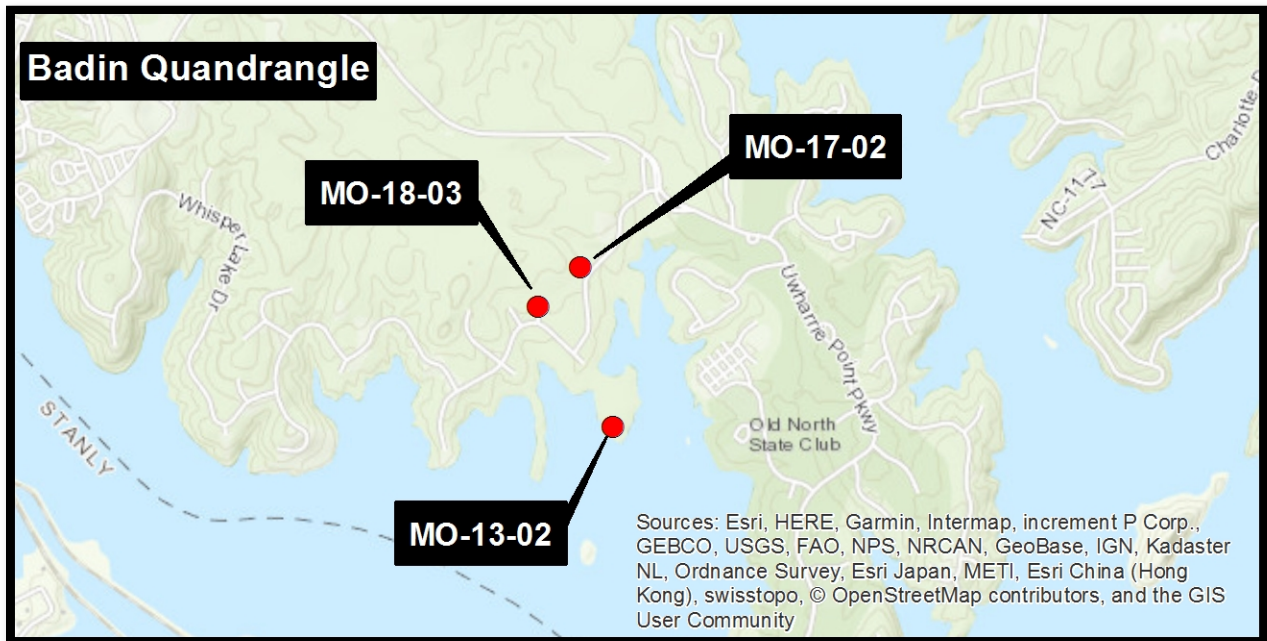 Badin Quandrangle
MO-17-02
MO-18-03
Whisper Lake Dr
NC-11-17
Uwharrie Point Pkwy
STANLY
Old North
State Club
MO-13-02
Sources: Esri, HERE, Garmin, Intermap, increment P Corp.,
GEBCO, USGS, FAO, NPS, NRCAN, GeoBase, IGN, Kadaster
NL, Ordnance Survey, Esri Japan, METI, Esri China (Hong
Kong), swisstopo, © OpenStreetMap contributors, and the GIS
User Community